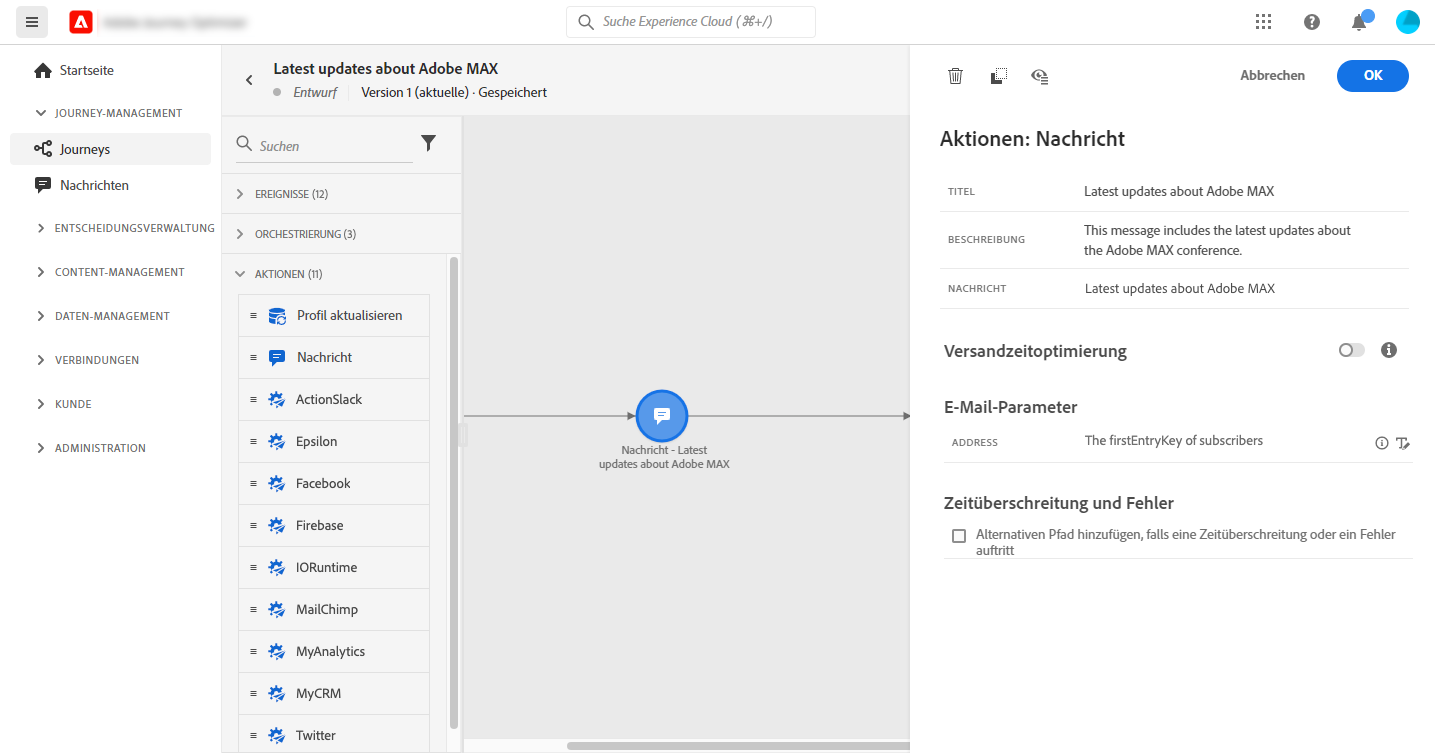 Suche Experience Cloud (⌘+/)
Startseite
JOURNEY-MANAGEMENT
Journeys
Nachrichten
ENTSCHEIDUNGSVERWALTUNG
CONTENT-MANAGEMENT
DATEN-MANAGEMENT
VERBINDUNGEN
KUNDE
ADMINISTRATION
Latest updates about Adobe MAX
Entwurf Version 1 (aktuelle) · Gespeichert
Suchen
EREIGNISSE (12)
ORCHESTRIERUNG (3)
AKTIONEN (11)
Profil aktualisieren
Nachricht
ActionSlack
Epsilon
Facebook
Firebase
IORuntime
MailChimp
MyAnalytics
MyCRM
Twitter
Nachricht - Latest
updates about Adobe MAX
Abbrechen OK
Aktionen: Nachricht
TITEL Latest updates about Adobe MAX
BESCHREIBUNG This message includes the latest updates about
the Adobe MAX conference.
NACHRICHT Latest updates about Adobe MAX
Versandzeitoptimierung
E-Mail-Parameter
ADDRESS The firstEntryKey of subscribers
Zeitüberschreitung und Fehler
Alternativen Pfad hinzufügen, falls eine Zeitüberschreitung oder ein Fehler
auftritt